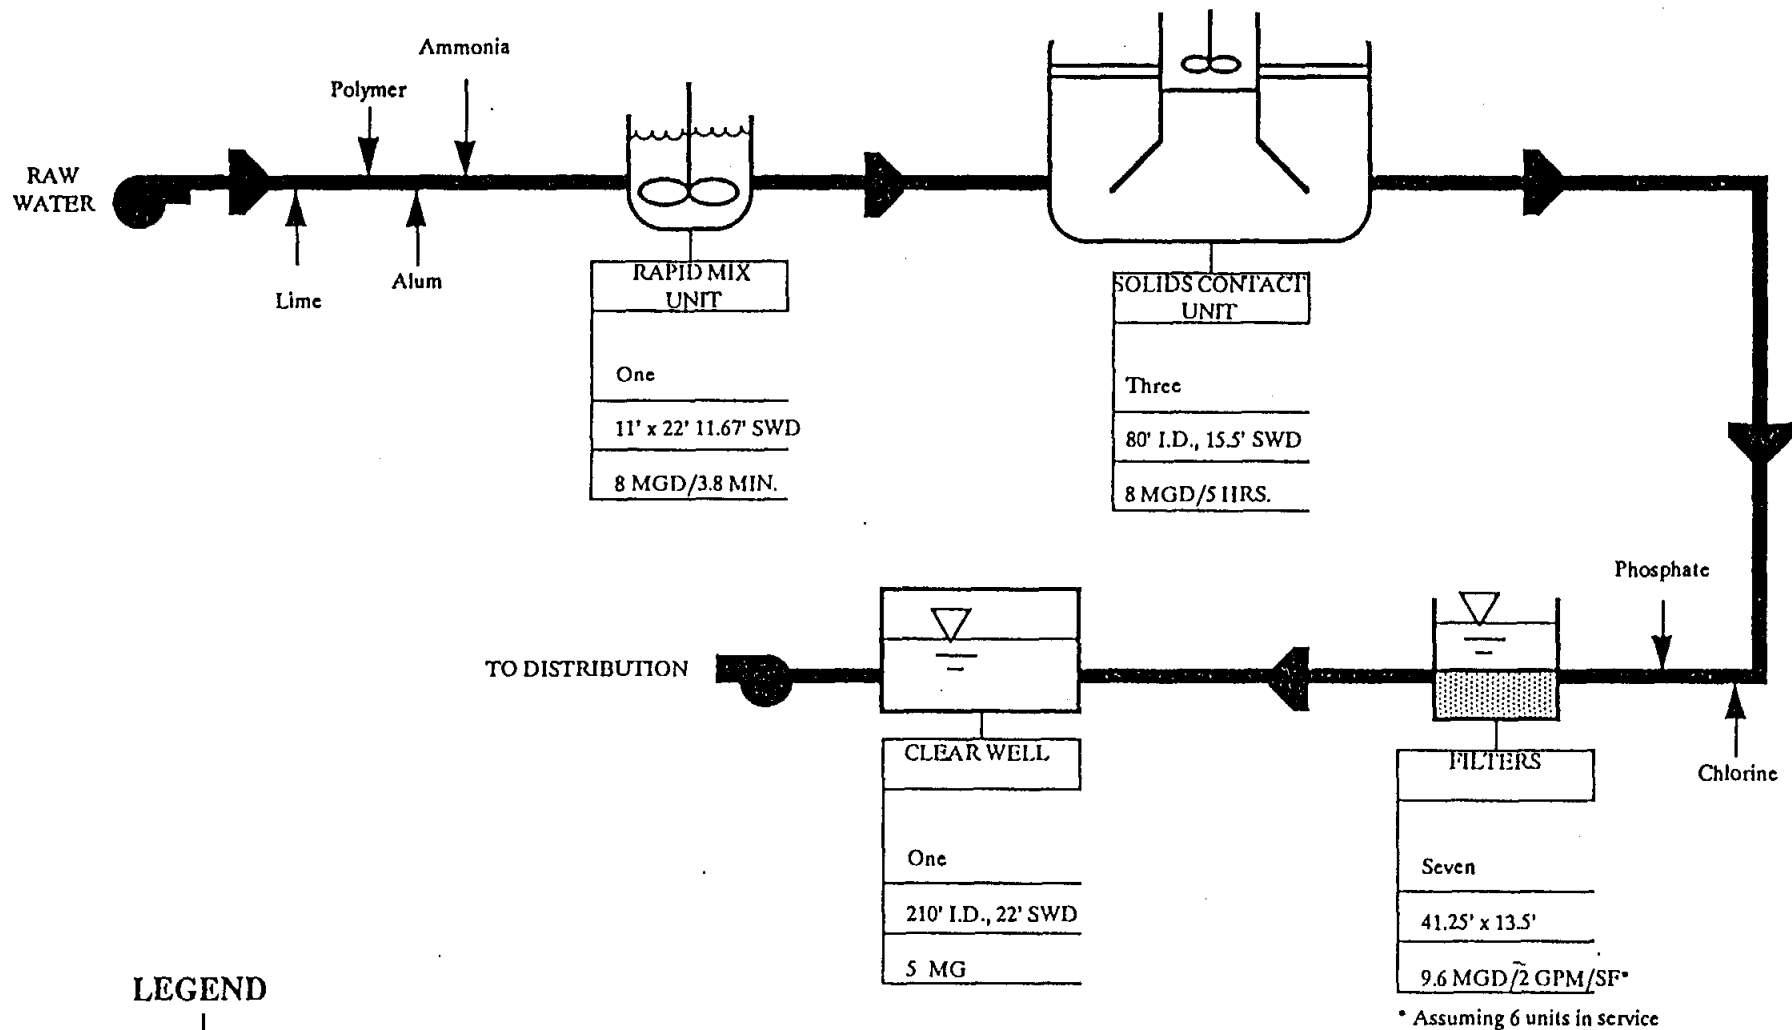 Ammonia
Polymer
RAW
WATER
Lime
Alum
RAPID MIX
UNIT
One
11' x 22' 11.67' SWD
8 MGD/3.8 MIN.
SOLIDS CONTACT
UNIT
Three
80' I.D., 15.5' SWD
8 MGD/5 HRS.
Phosphate
Chlorine
FILTERS
Seven
41.25' x 13.5'
9.6 MGD/2 GPM/SF*
* Assuming 6 units in service
CLEAR WELL
One
210' I.D., 22' SWD
5 MG
TO DISTRIBUTION
LEGEND